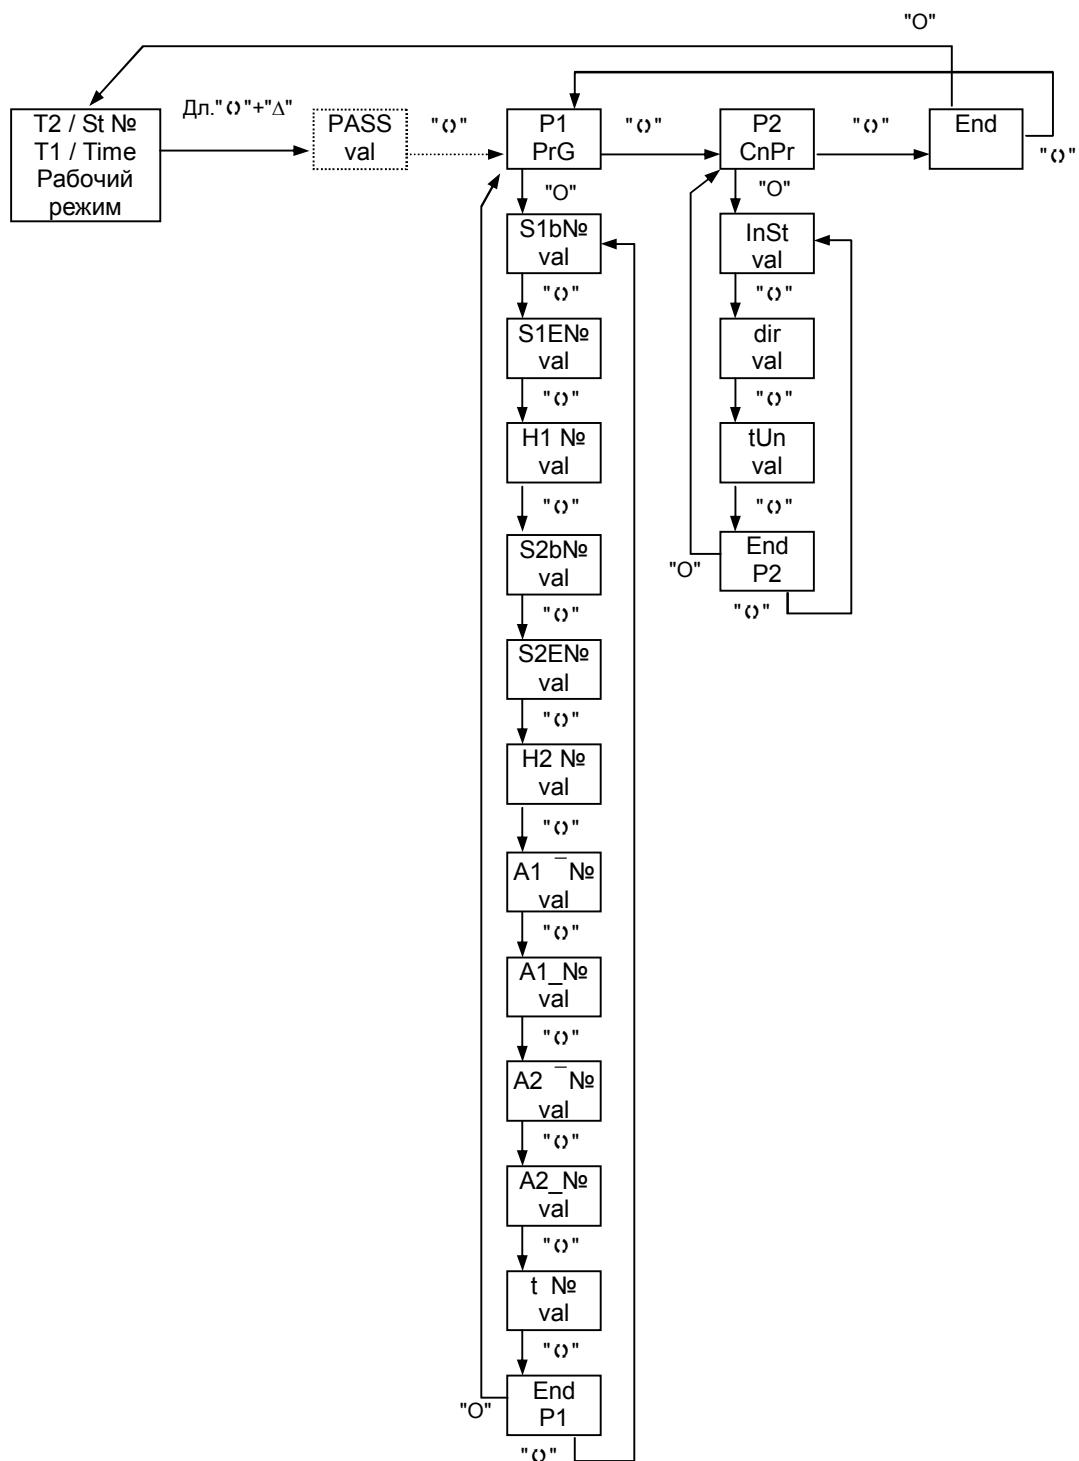 "O"
Дл."⟨⟩"+"Δ"
T2 / St №
T1 / Time
Рабочий
режим
PASS
val
"⟨⟩"
P1
PrG
"⟨⟩"
P2
CnPr
"⟨⟩"
End
"⟨⟩"
"O"
S1b№
val
"⟨⟩"
S1E№
val
"⟨⟩"
H1 №
val
"⟨⟩"
S2b№
val
"⟨⟩"
S2E№
val
"⟨⟩"
H2 №
val
"⟨⟩"
A1 ¯№
val
"⟨⟩"
A1_№
val
"⟨⟩"
A2 ¯№
val
"⟨⟩"
A2_№
val
"⟨⟩"
t №
val
"⟨⟩"
End
P1
"O"
"⟨⟩"
"O"
InSt
val
"⟨⟩"
dir
val
"⟨⟩"
tUn
val
"⟨⟩"
End
P2
"O"
"⟨⟩"